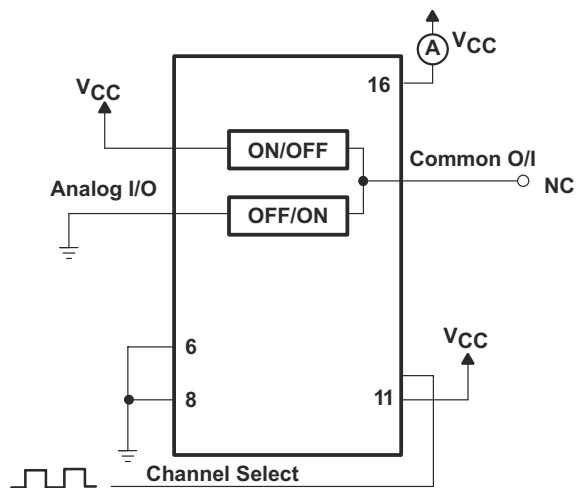 A VCC
16
VCC
ON/OFF
Common O/I
Analog I/O
OFF/ON
NC
VCC
6
8
11
Channel Select